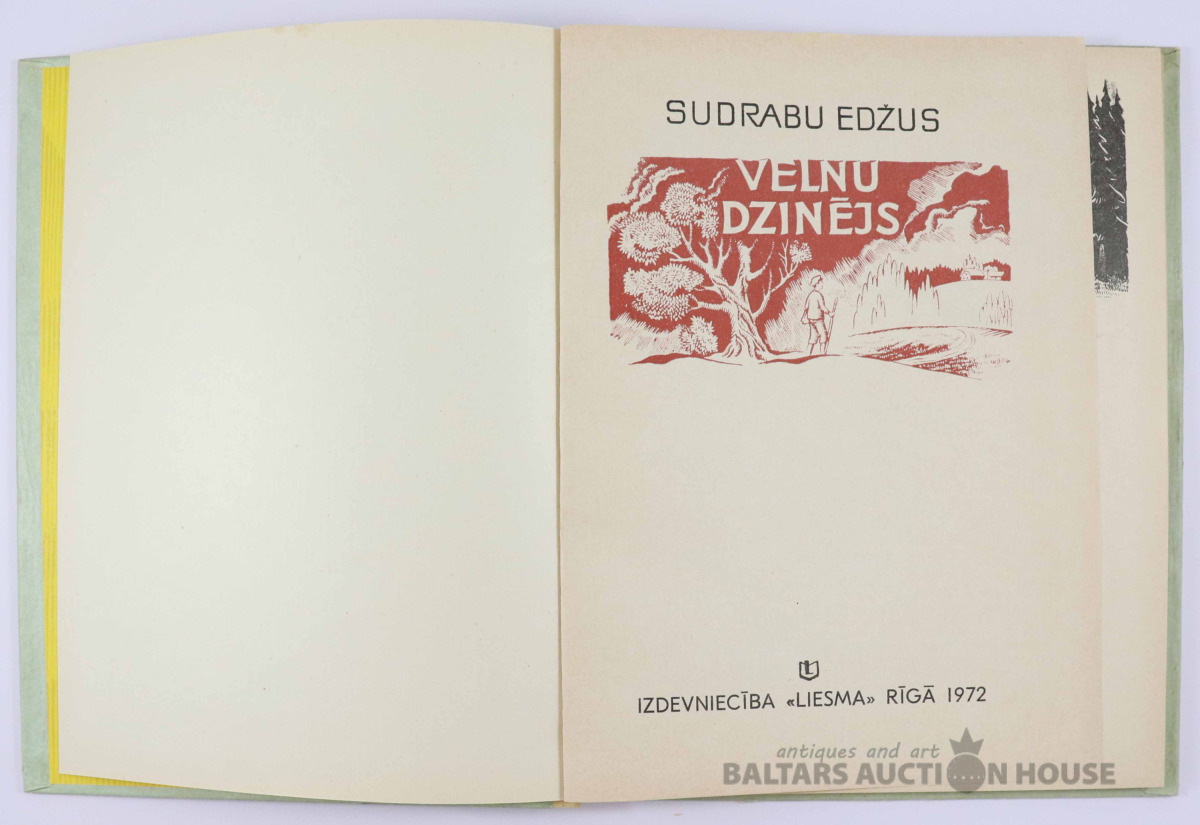 SUDRABU EDŽUS
VELNU
DZINĒJS
IZDEVNIECĪBA «LIESMA» RĪGĀ 1972
antiques and art
BALTARS AUCTION HOUSE